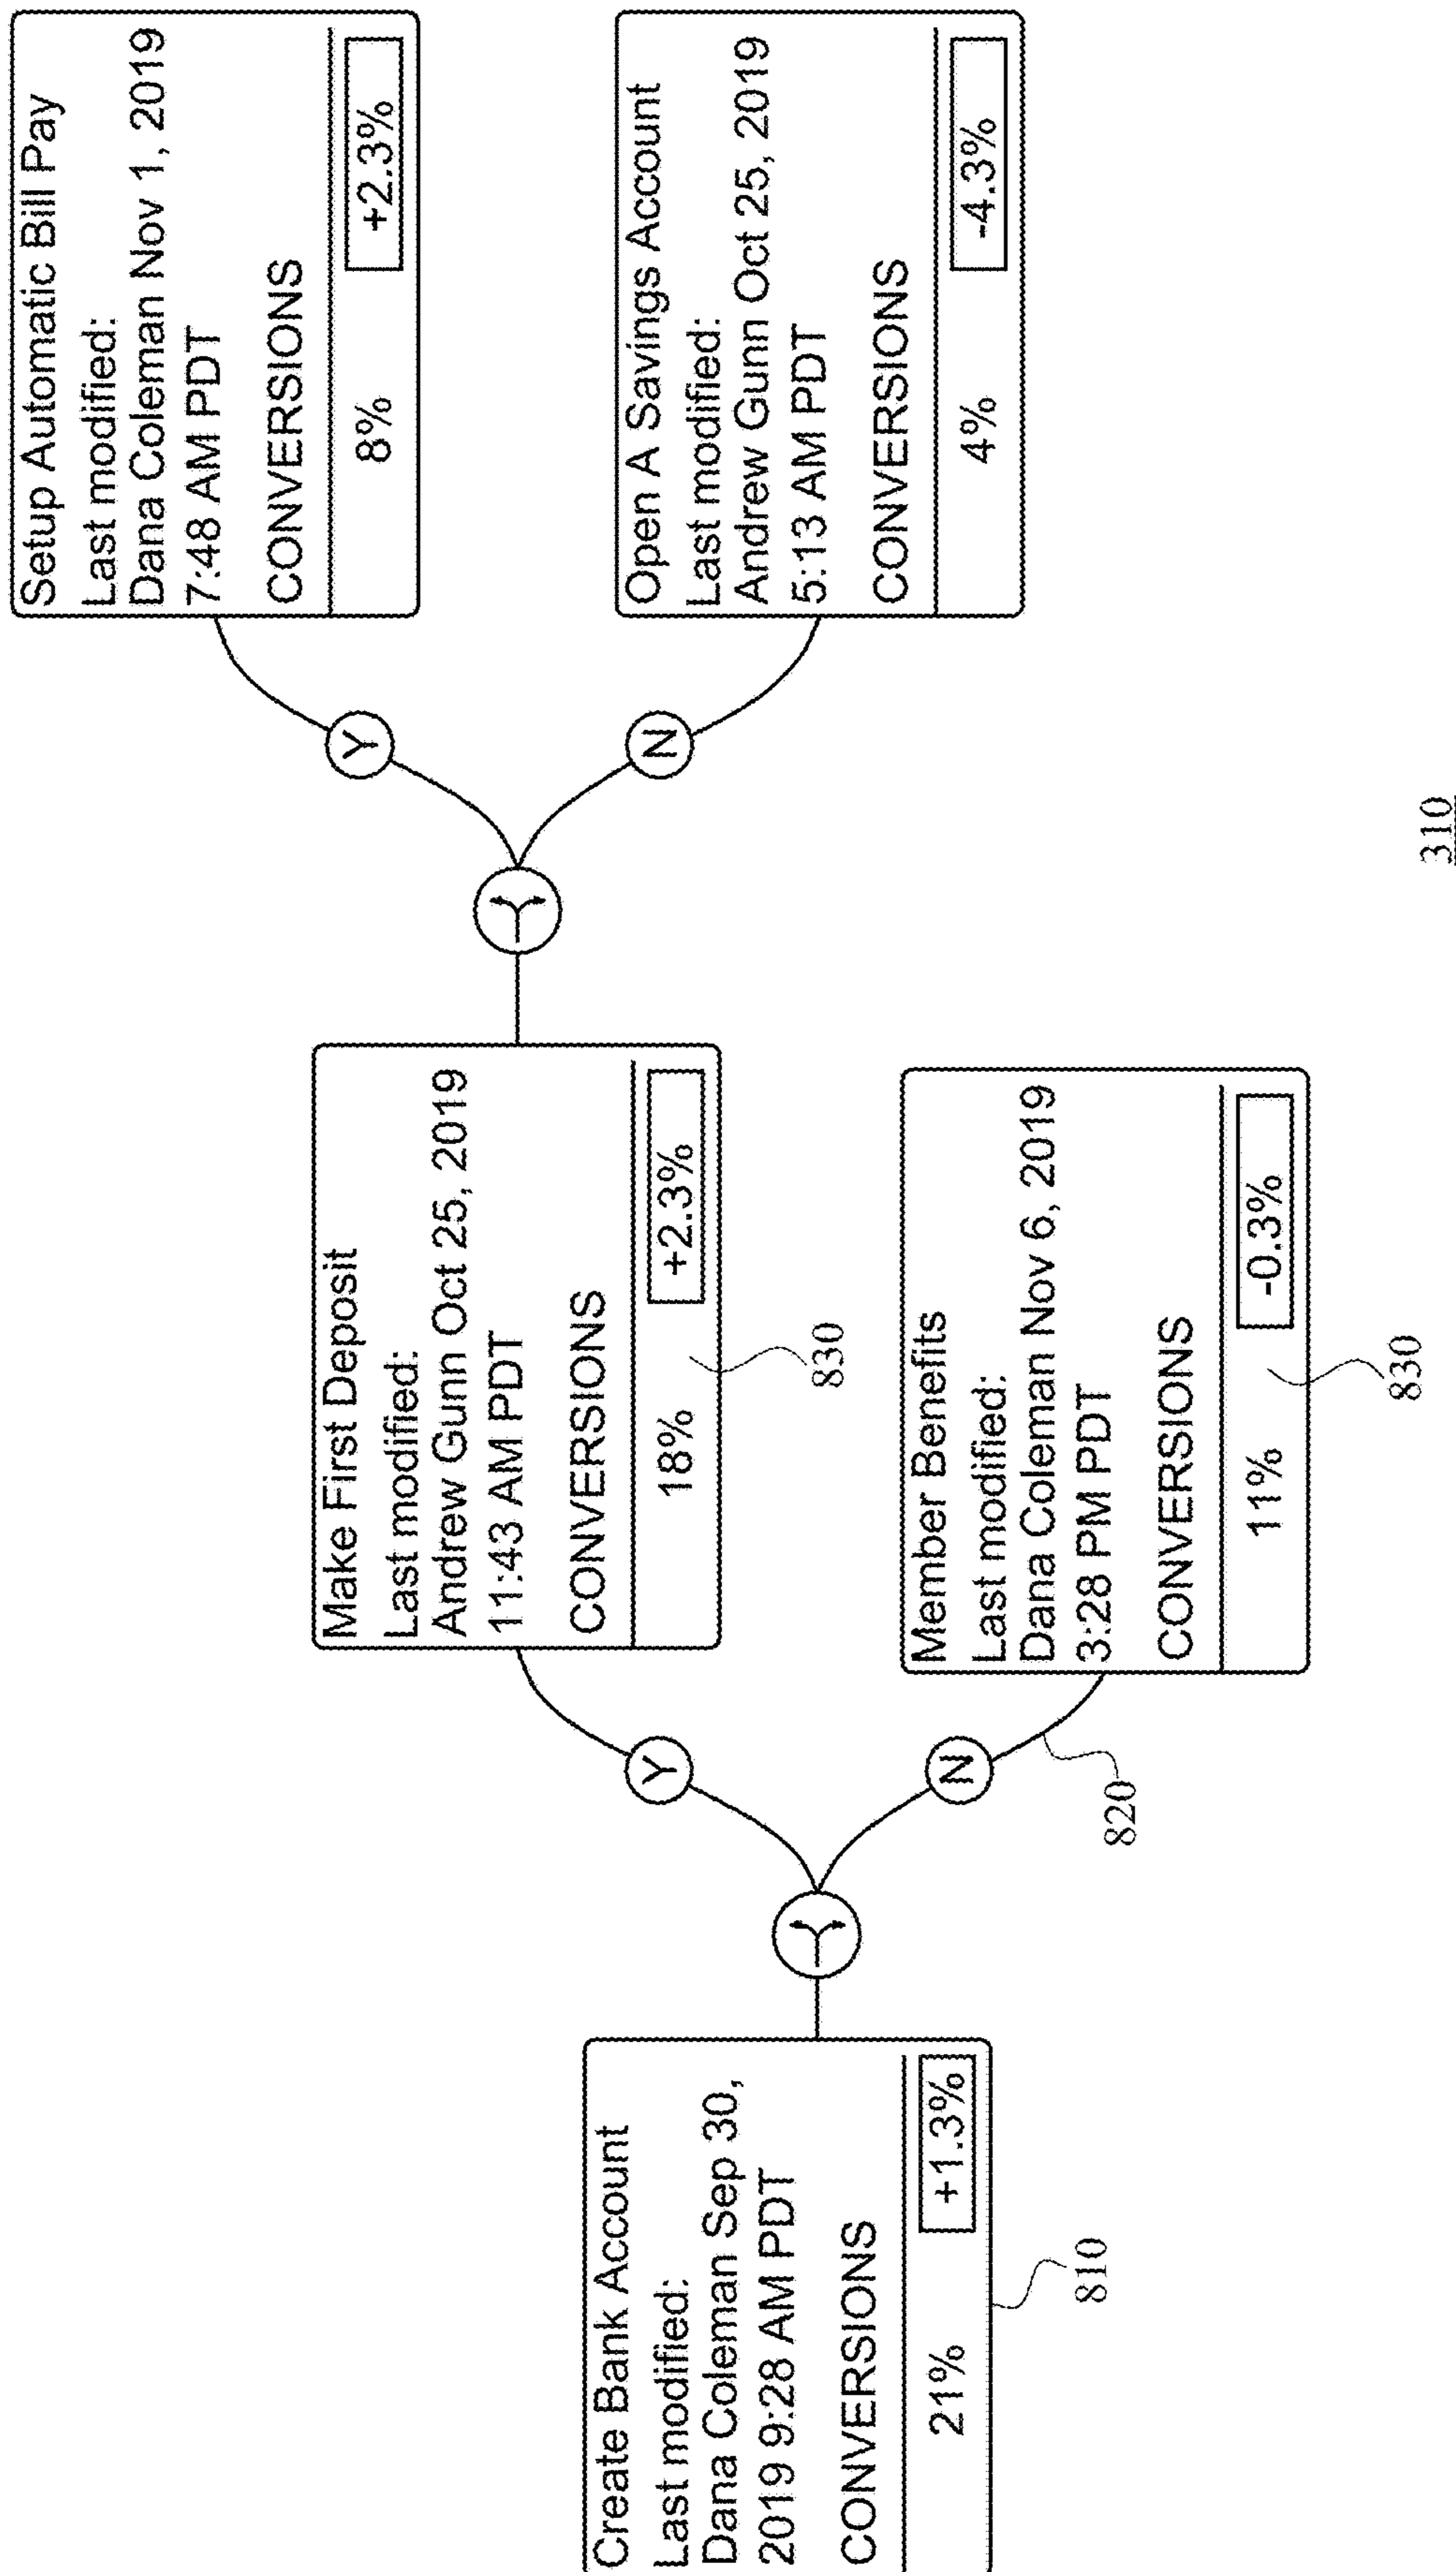 Create Bank Account
Last modified:
Dana Coleman Sep 30,
2019 9:28 AM PDT
CONVERSIONS
21%
+1.3%
810
Y
N
820
Make First Deposit
Last modified:
Andrew Gunn Oct 25, 2019
11:43 AM PDT
CONVERSIONS
18%
+2.3%
830
Member Benefits
Last modified:
Dana Coleman Nov 6, 2019
3:28 PM PDT
CONVERSIONS
11%
-0.3%
830
Y
N
Setup Automatic Bill Pay
Last modified:
Dana Coleman Nov 1, 2019
7:48 AM PDT
CONVERSIONS
8%
+2.3%
Open A Savings Account
Last modified:
Andrew Gunn Oct 25, 2019
5:13 AM PDT
CONVERSIONS
4%
-4.3%
310